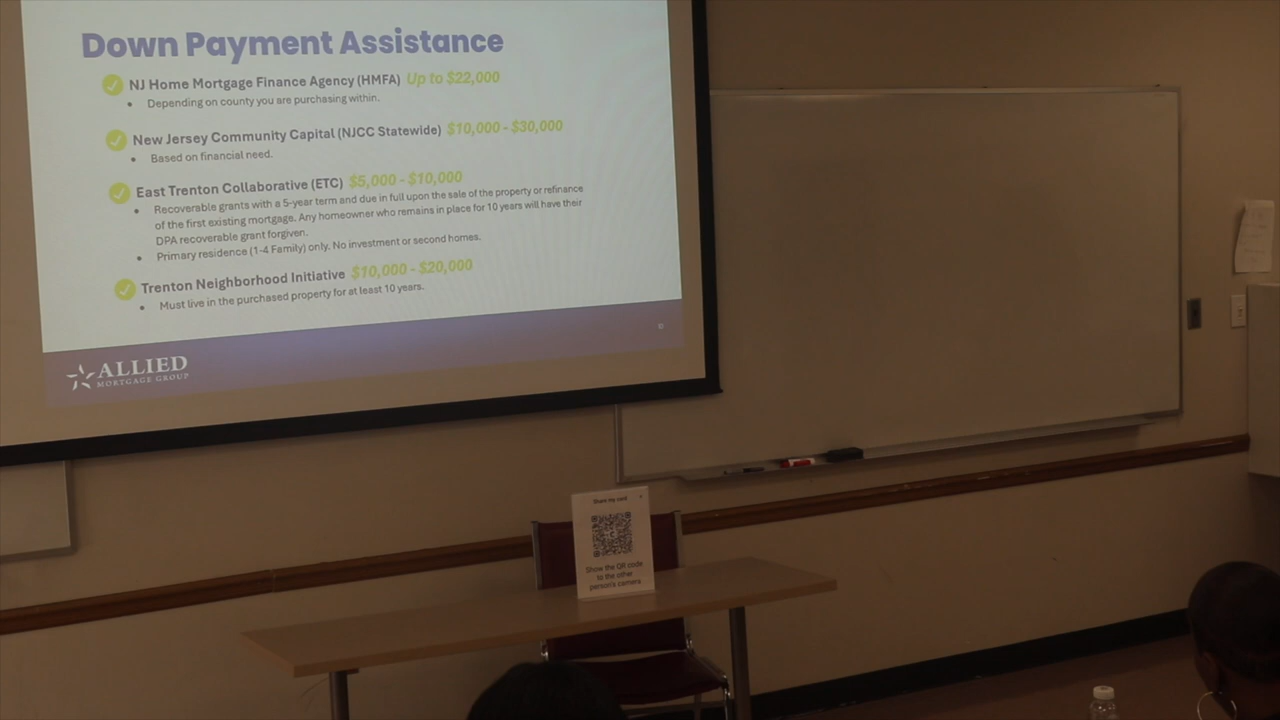 Down Payment Assistance
NJ Home Mortgage Finance Agency (HMFA) Up to $22,000
• Depending on county you are purchasing within.
New Jersey Community Capital (NJCC Statewide) $10,000 - $30,000
• Based on financial need.
East Trenton Collaborative (ETC) $5,000 - $10,000
• Recoverable grants with a 5-year term and due in full upon the sale of the property or refinance
of the first existing mortgage. Any homeowner who remains in place for 10 years will have their
DPA recoverable grant forgiven.
• Primary residence (1-4 Family) only. No investment or second homes.
Trenton Neighborhood Initiative $10,000 - $20,000
• Must live in the purchased property for at least 10 years.
ALLIED
MORTGAGE GROUP
Share my card
Show the QR code
to the other
person's camera